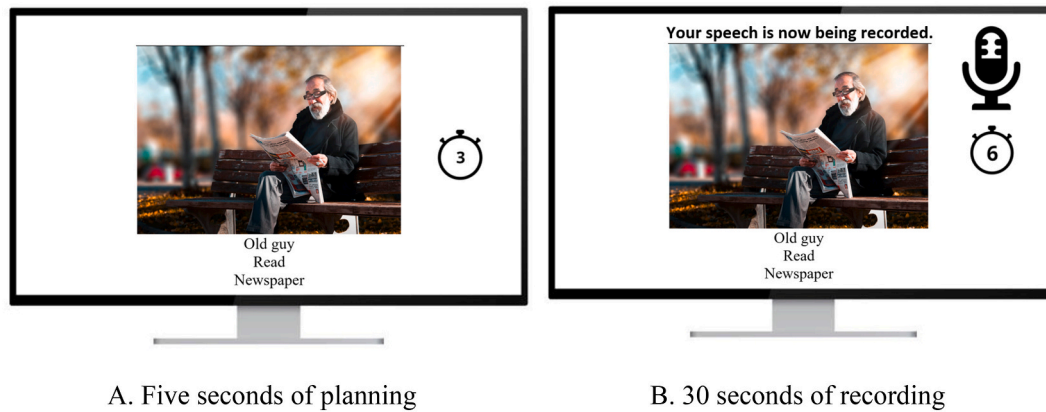 3
Old guy
Read
Newspaper
A. Five seconds of planning
Your speech is now being recorded.
6
Old guy
Read
Newspaper
B. 30 seconds of recording